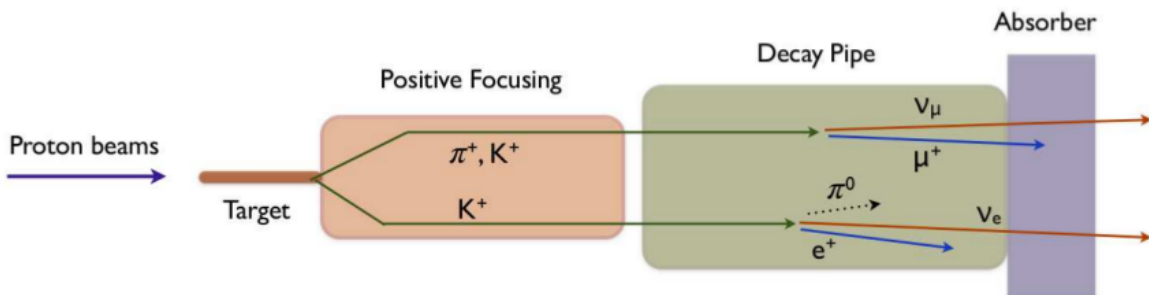 Absorber
Decay Pipe
Positive Focusing
νμ
Proton beams
π⁺, K⁺
μ⁺
π⁰
Target
K⁺
νe
e⁺